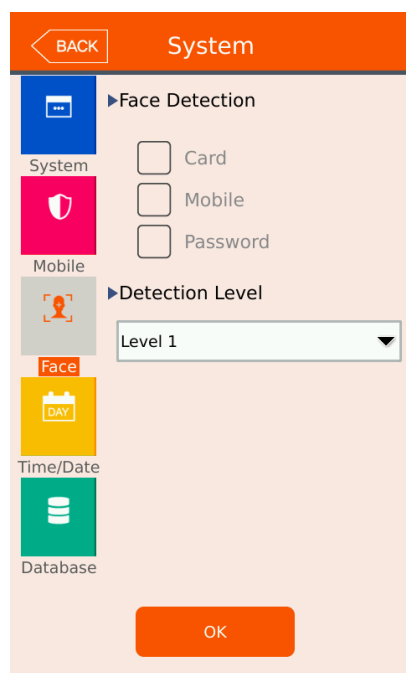 BACK
System
System
Mobile
Face
DAY
Time/Date
Database
Face Detection
Card
Mobile
Password
Detection Level
Level 1
OK